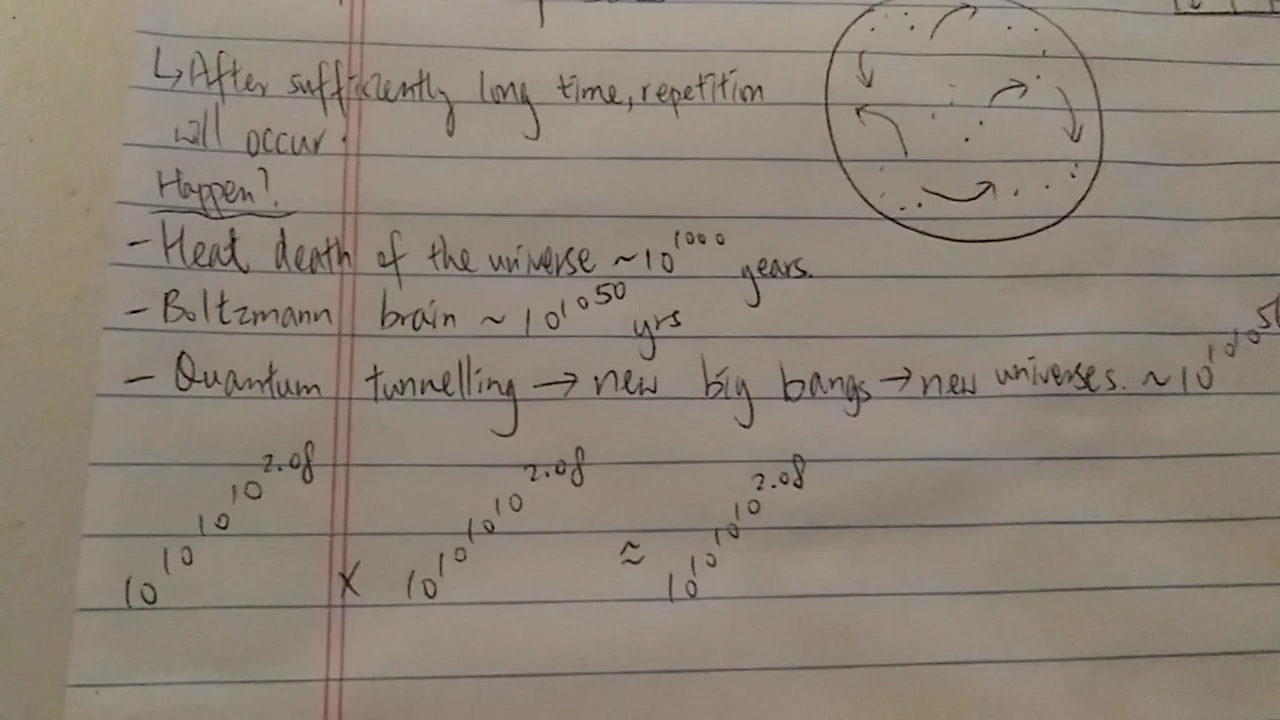 ↳After sufficiently long time, repetition
will occur.
Happen?
- Heat death of the universe ~10^1000 years.
- Boltzmann brain ~ 10^10^50 yrs
- Quantum tunnelling → new big bangs → new universes. ~10^10^10^
10^10^10^10^2.08 × 10^10^10^10^2.08 ≈ 10^10^10^10^2.08